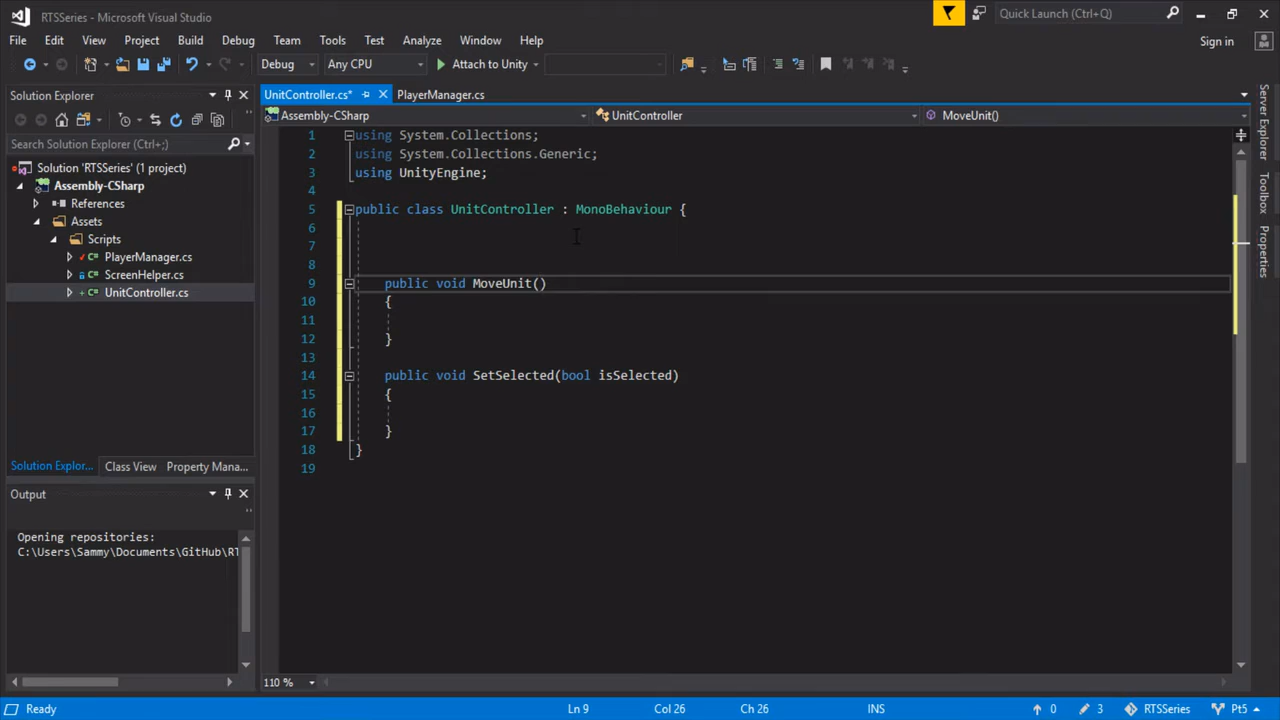 RTSSeries - Microsoft Visual Studio
Quick Launch (Ctrl+Q)
File Edit View Project Build Debug Team Tools Test Analyze Window Help
Sign in
Debug Any CPU Attach to Unity
Solution Explorer
UnitController.cs* PlayerManager.cs
Assembly-CSharp UnitController MoveUnit()
Search Solution Explorer (Ctrl+;)
Solution 'RTSSeries' (1 project)
Assembly-CSharp
References
Assets
Scripts
PlayerManager.cs
ScreenHelper.cs
UnitController.cs
Solution Explor... Class View Property Mana...
Output
Opening repositories:
C:\Users\Sammy\Documents\GitHub\RT
1 using System.Collections;
2 using System.Collections.Generic;
3 using UnityEngine;
4
5 public class UnitController : MonoBehaviour {
6
7
8
9 public void MoveUnit()
10 {
11
12 }
13
14 public void SetSelected(bool isSelected)
15 {
16
17 }
18 }
19
Server Explorer
Toolbox
Properties
110 %
Ready Ln 9 Col 26 Ch 26 INS 0 3 RTSSeries Pt5